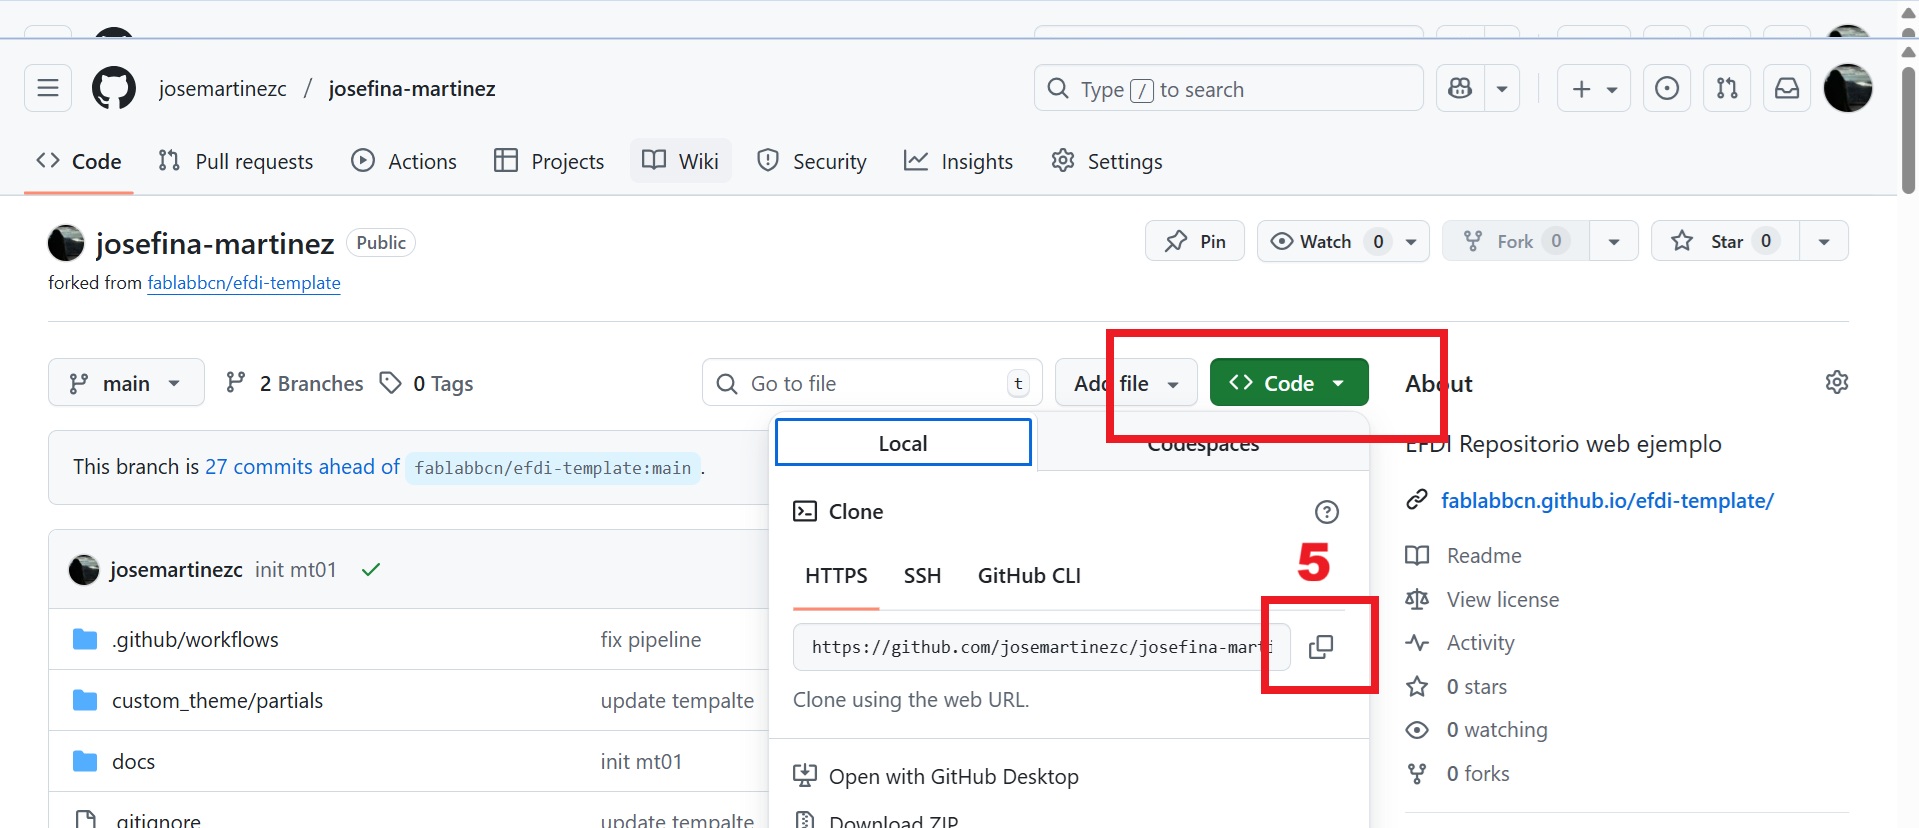 josemartinezc / josefina-martinez
Type / to search
Code Pull requests Actions Projects Wiki Security Insights Settings
josefina-martinez Public
Pin Watch 0 Fork 0 Star 0
forked from fablabbcn/efdi-template
main 2 Branches 0 Tags
Go to file t
Add file
Code
About
Local
Codespaces
EFDI Repositorio web ejemplo
This branch is 27 commits ahead of fablabbcn/efdi-template:main .
fablabbcn.github.io/efdi-template/
Clone
5
HTTPS SSH GitHub CLI
https://github.com/josemartinezc/josefina-marti
Clone using the web URL.
Open with GitHub Desktop
Download ZIP
josemartinezc init mt01
.github/workflows fix pipeline
custom_theme/partials update tempalte
docs init mt01
.gitignore update tempalte
Readme
View license
Activity
0 stars
0 watching
0 forks